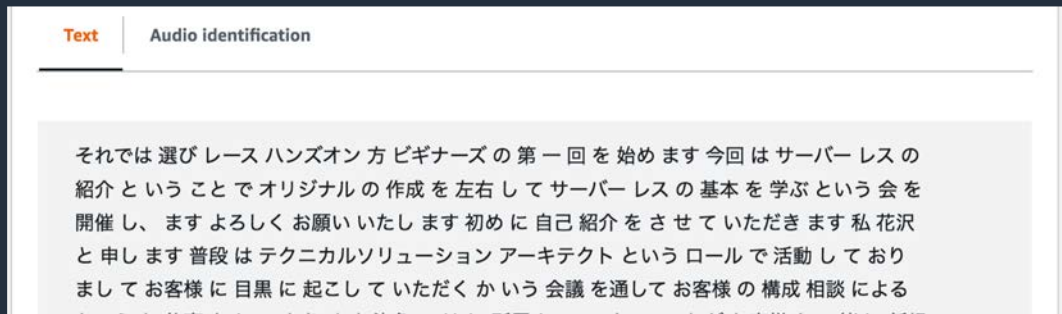 Text
Audio identification
それでは 選び レース ハンズオン 方 ビギナーズ の 第 一 回 を 始め ます 今回 は サーバー レス の
紹介 と いう こと で オリジナル の 作成 を 左右 し て サーバー レス の 基本 を 学ぶ という 会 を
開催 し、 ます よろしく お願い いたし ます 初め に 自己 紹介 を さ せ て いただき ます 私 花沢
と 申し ます 普段 は テクニカルソリューション アーキテクト という ロール で 活動 し て おり
まし て お客様 に 目黒 に 起こし て いただく か いう 会議 を通して お客様 の 構成 相談 による